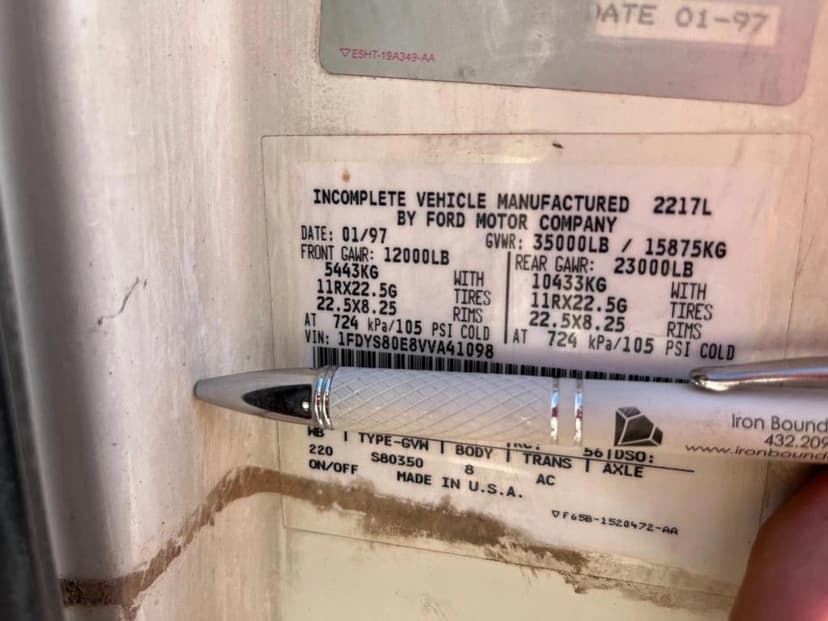 DATE 01-97
▽E5HT-19A349-AA
INCOMPLETE VEHICLE MANUFACTURED 2217L
BY FORD MOTOR COMPANY
DATE: 01/97 GVWR: 35000LB / 15875KG
FRONT GAWR: 12000LB REAR GAWR: 23000LB
5443KG WITH 10433KG WITH
11RX22.5G TIRES 11RX22.5G TIRES
22.5X8.25 RIMS 22.5X8.25 RIMS
AT 724 kPa/105 PSI COLD AT 724 kPa/105 PSI COLD
VIN: 1FDYS80E8VVA41098
Iron Bound
432.209
www.ironbound
56 DSO:
WB TYPE-GVW BODY TRANS AXLE
220 S80350 8 AC
ON/OFF MADE IN U.S.A.
▽F65B-1520472-AA